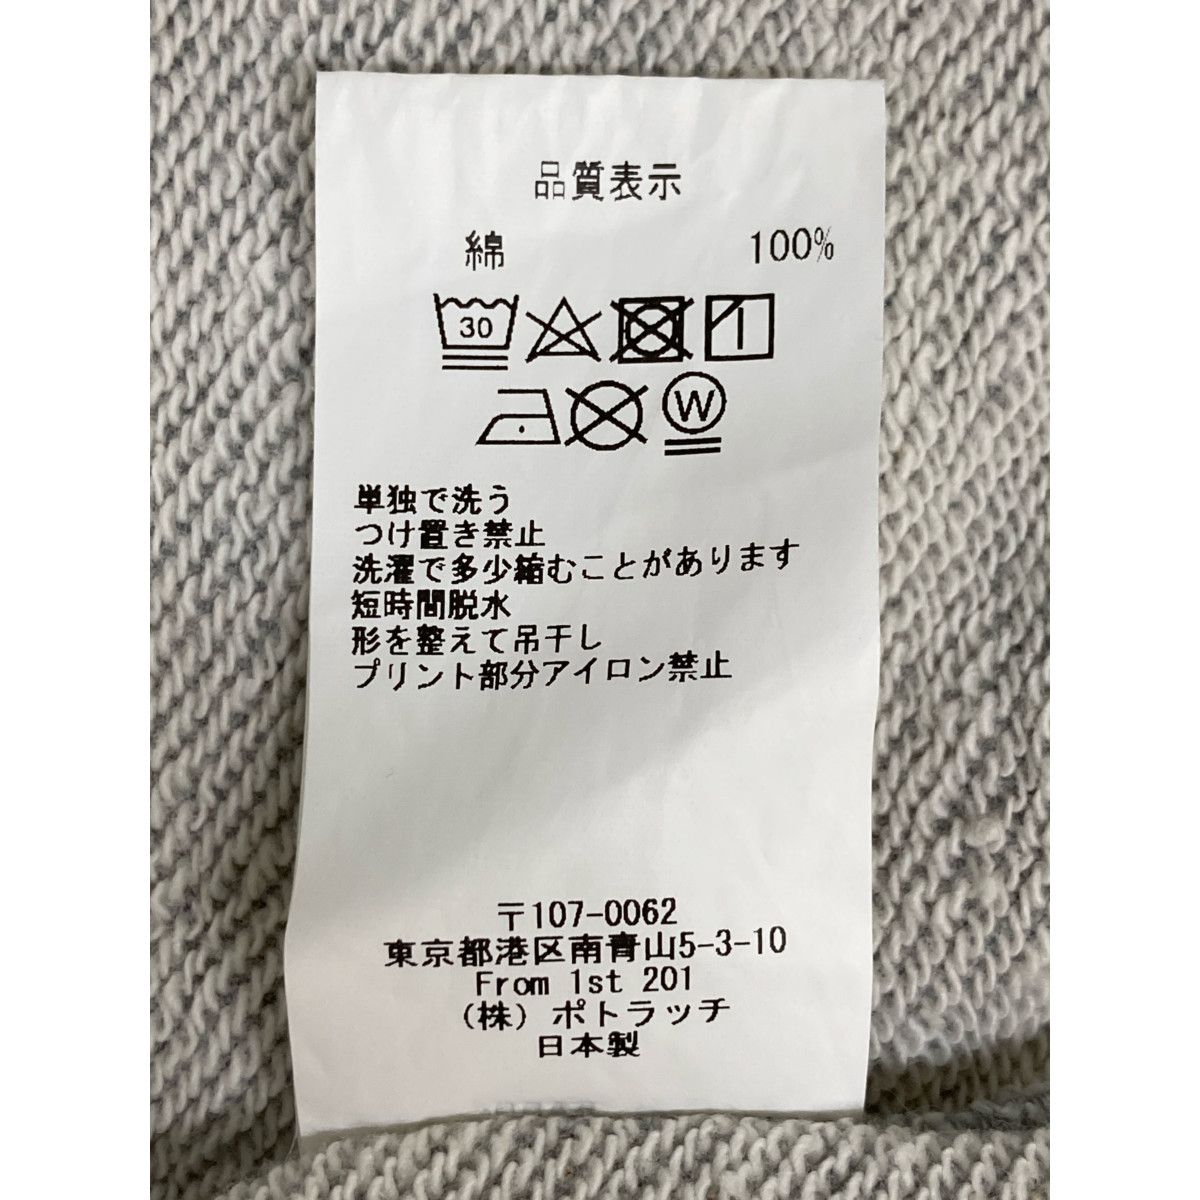 品質表示
綿 100%
30
W
単独で洗う
つけ置き禁止
洗濯で多少縮むことがあります
短時間脱水
形を整えて吊干し
プリント部分アイロン禁止
〒107-0062
東京都港区南青山5-3-10
From 1st 201
(株)ポトラッチ
日本製